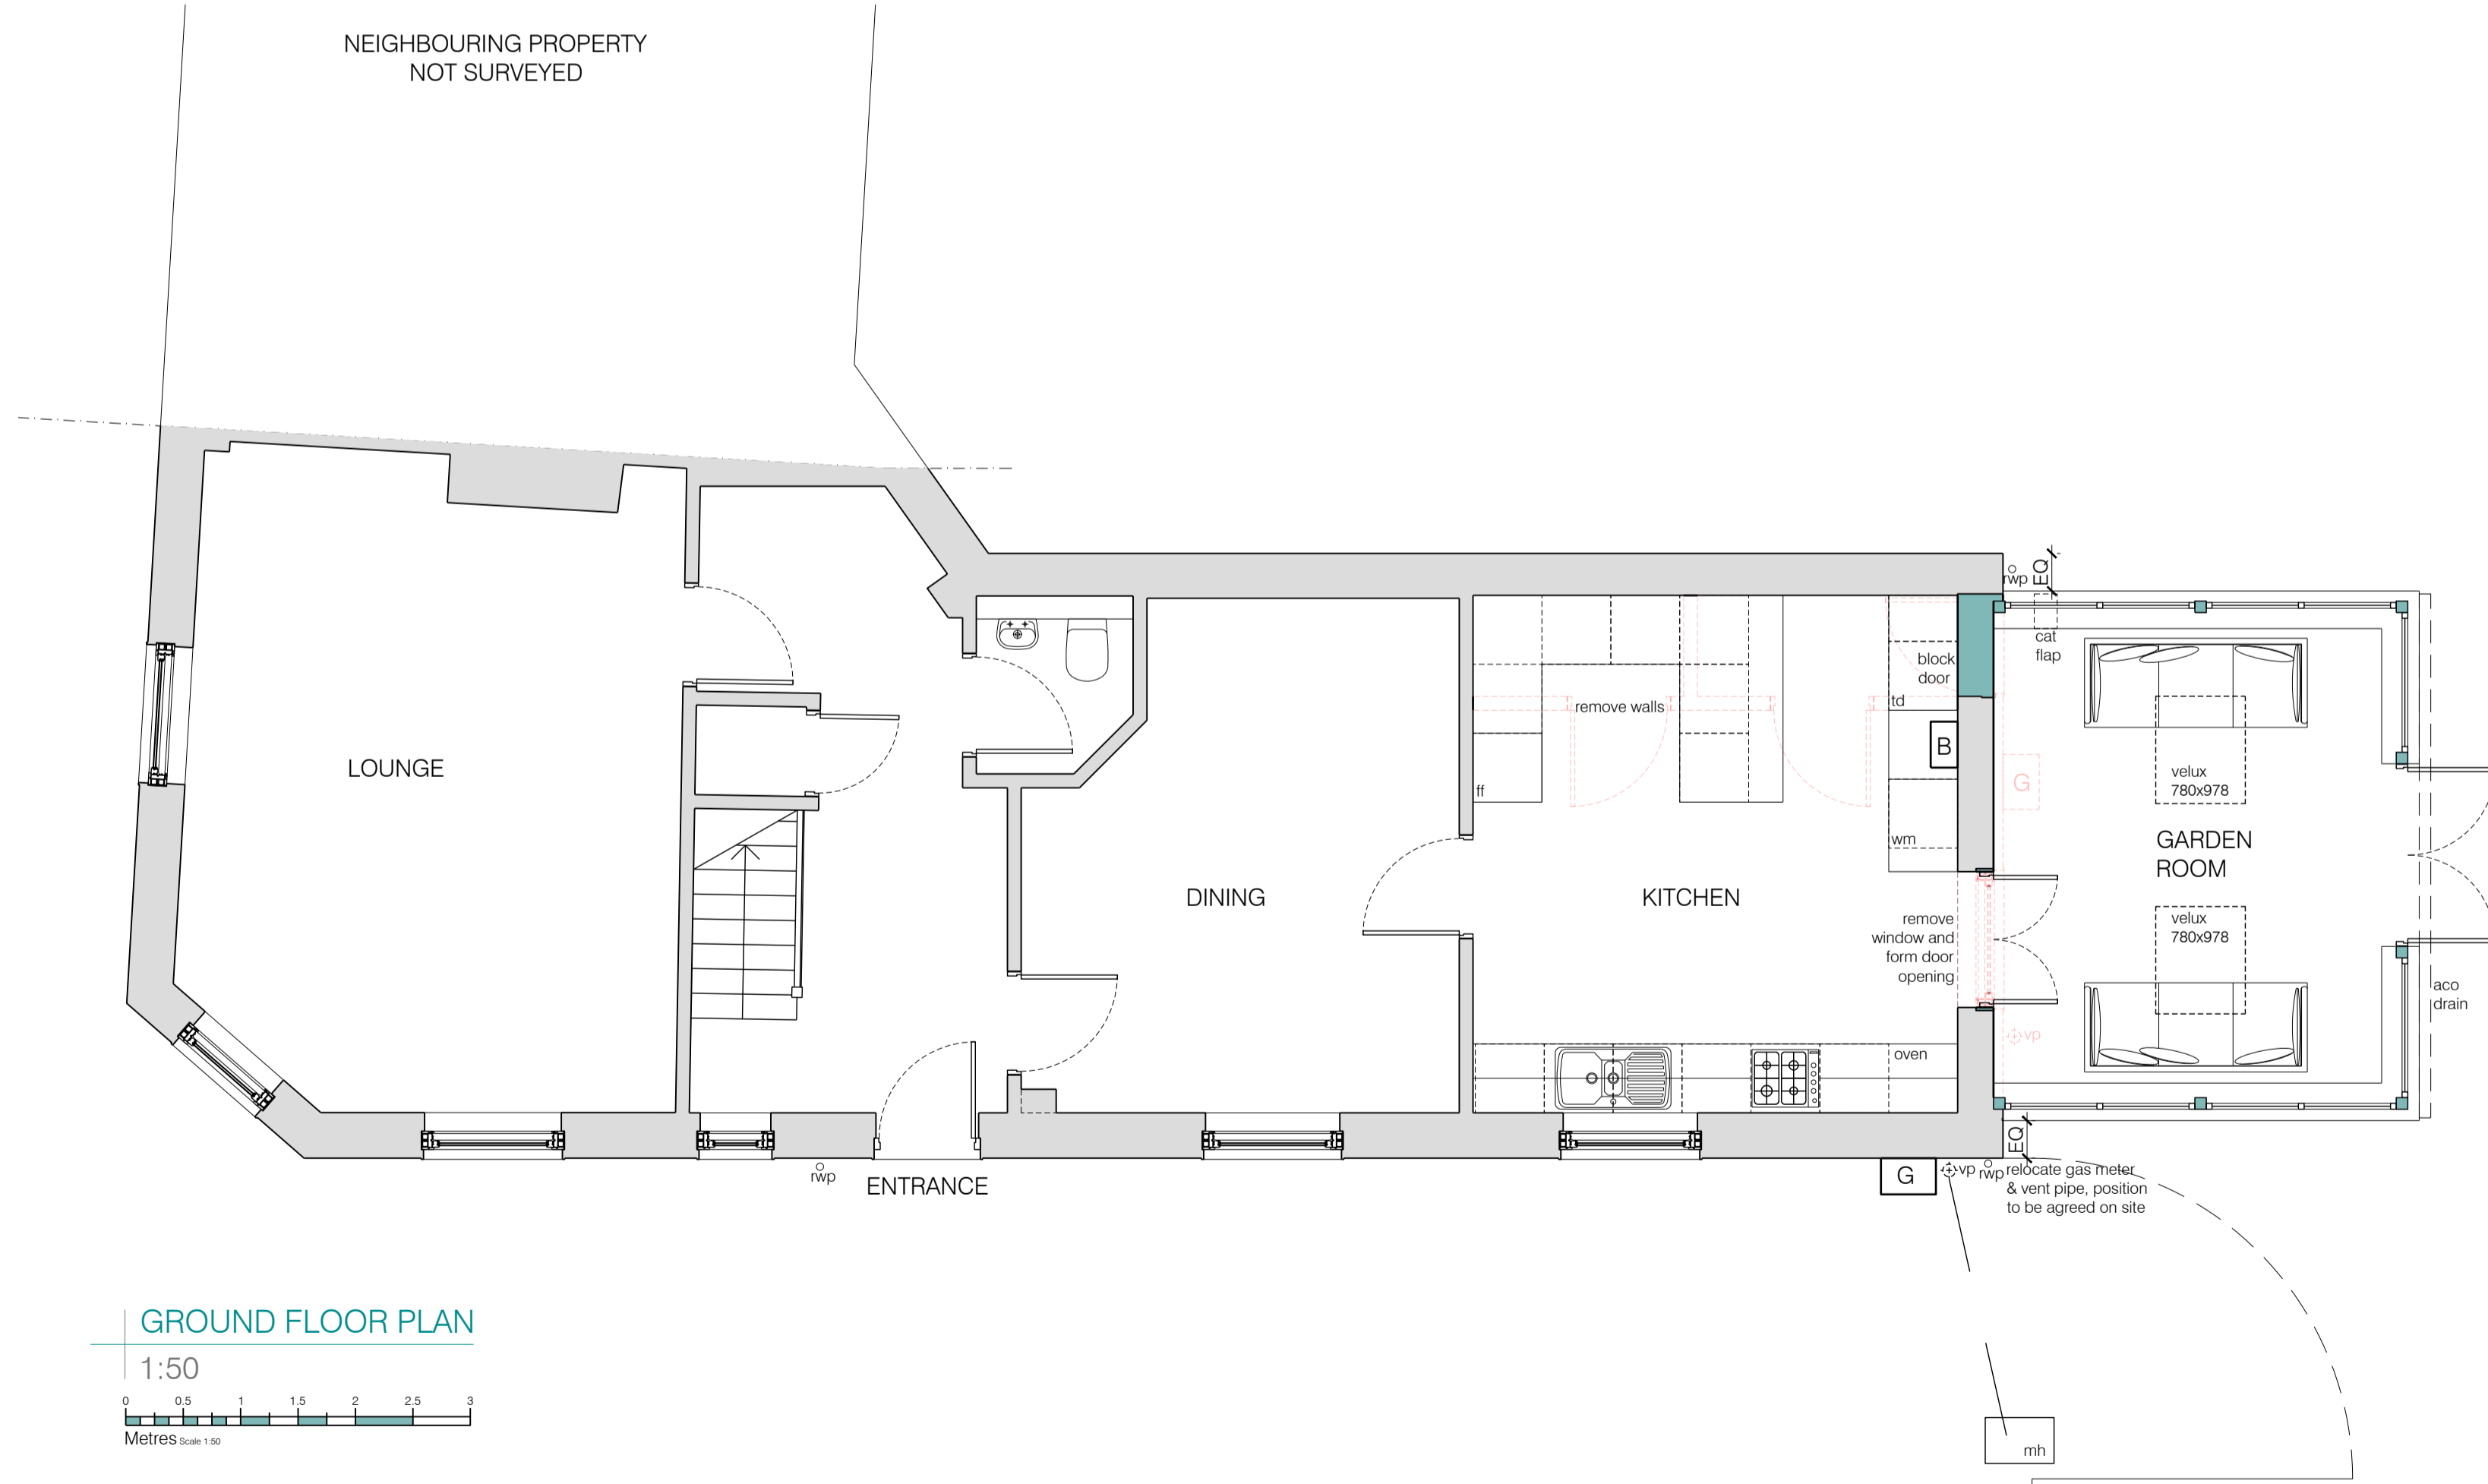 NEIGHBOURING PROPERTY
NOT SURVEYED
rwp
EQ
cat
flap
block
door
td
remove walls
B
LOUNGE
G
velux
780x978
ff
wm
GARDEN
ROOM
DINING
KITCHEN
remove
window and
form door
opening
velux
780x978
aco
drain
vp
oven
EQ
rwp
ENTRANCE
G
vp
rwp
relocate gas meter
& vent pipe, position
to be agreed on site
GROUND FLOOR PLAN
1:50
0 0.5 1 1.5 2 2.5 3
Metres Scale 1:50
mh